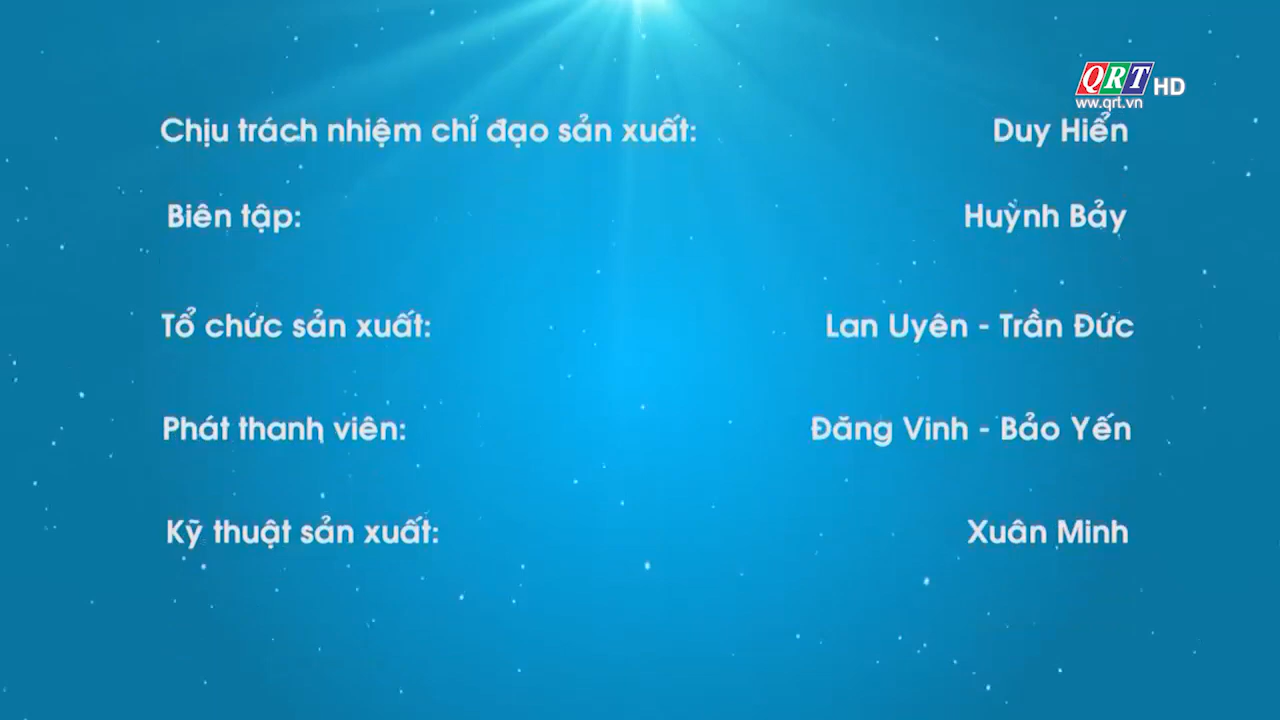 QRT HD
ww.qrt.vn
Chịu trách nhiệm chỉ đạo sản xuất: Duy Hiển
Biên tập: Huỳnh Bảy
Tổ chức sản xuất: Lan Uyên - Trần Đức
Phát thanh viên: Đăng Vinh - Bảo Yến
Kỹ thuật sản xuất: Xuân Minh